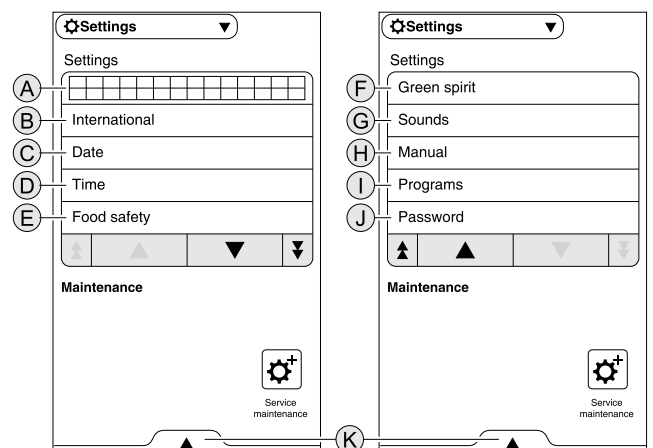 Settings
Settings
A
B International
C Date
D Time
E Food safety
Maintenance
Service
maintenance
Settings
Settings
F Green spirit
G Sounds
H Manual
I Programs
J Password
Maintenance
Service
maintenance
K